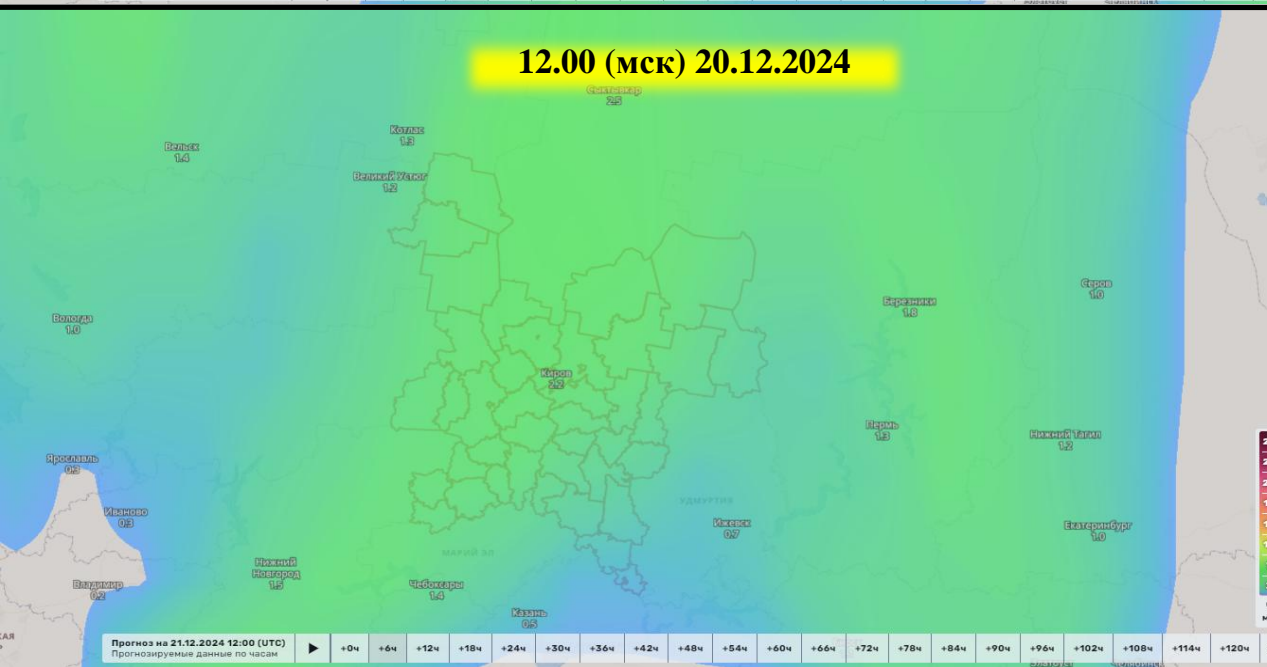 12.00 (мск) 20.12.2024
Сыктывкар
2.5
Котлас
1.3
Вельск
1.4
Великий Устюг
1.2
Серов
1.0
Березники
1.8
Вологда
1.0
Киров
2.2
Пермь
1.3
Нижний Тагил
1.2
Ярославль
0.3
УДМУРТИЯ
Иваново
0.3
Ижевск
0.7
Екатеринбург
1.0
МАРИЙ ЭЛ
Нижний
Новгород
1.5
Чебоксары
1.4
Владимир
0.2
Казань
0.5
Прогноз на 21.12.2024 12:00 (UTC)
Прогнозируемые данные по часам
+0ч +6ч +12ч +18ч +24ч +30ч +36ч +42ч +48ч +54ч +60ч +66ч +72ч +78ч +84ч +90ч +96ч +102ч +108ч +114ч +120ч